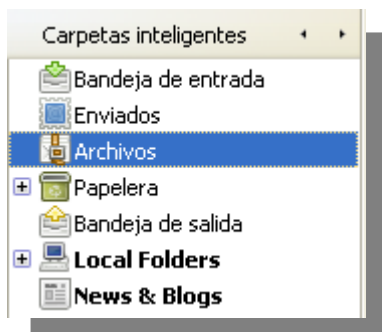 Carpetas inteligentes
Bandeja de entrada
Enviados
Archivos
Papelera
Bandeja de salida
Local Folders
News & Blogs